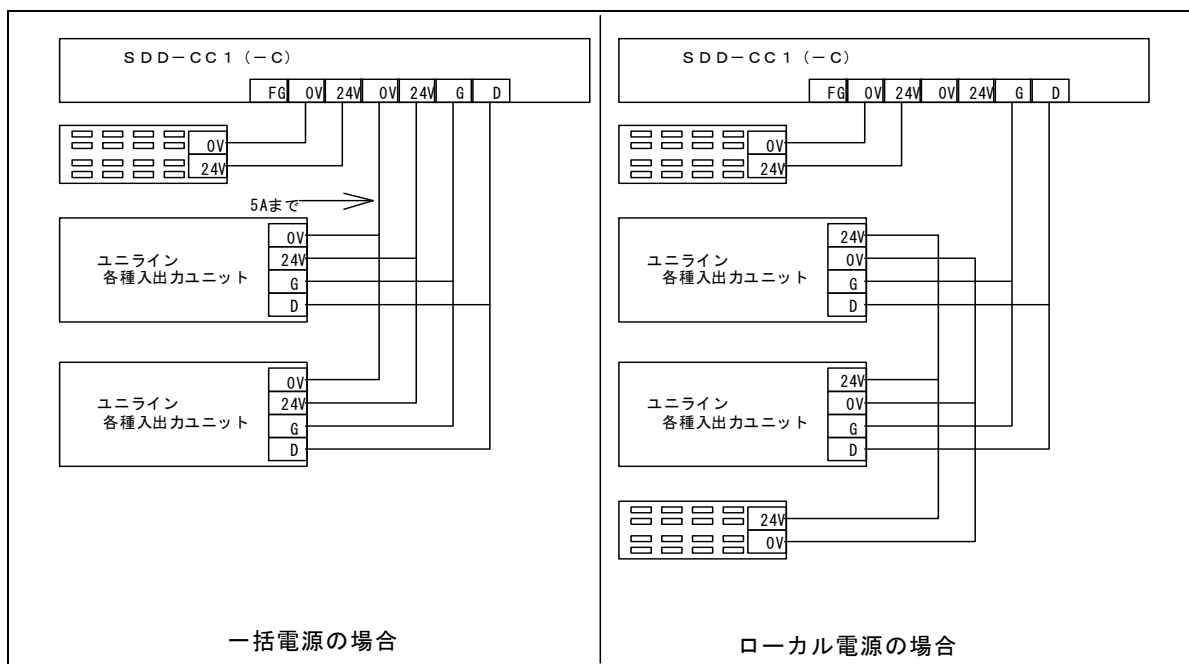 SDD-CC1(-C)
FG 0V 24V 0V 24V G D
0V
24V
5Aまで
ユニライン
各種入出力ユニット
0V
24V
G
D
ユニライン
各種入出力ユニット
0V
24V
G
D
一括電源の場合
SDD-CC1(-C)
FG 0V 24V 0V 24V G D
0V
24V
ユニライン
各種入出力ユニット
24V
0V
G
D
ユニライン
各種入出力ユニット
24V
0V
G
D
24V
0V
ローカル電源の場合